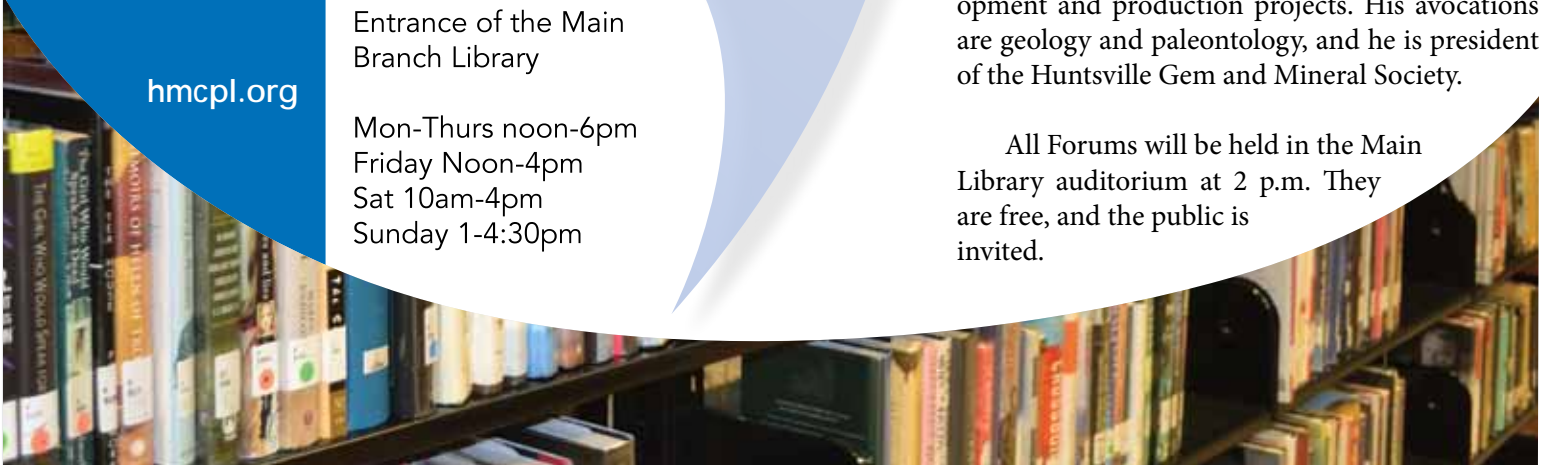 hmcpl.org
Entrance of the Main
Branch Library
Mon-Thurs noon-6pm
Friday Noon-4pm
Sat 10am-4pm
Sunday 1-4:30pm
opment and production projects. His avocations
are geology and paleontology, and he is president
of the Huntsville Gem and Mineral Society.
All Forums will be held in the Main
Library auditorium at 2 p.m. They
are free, and the public is
invited.